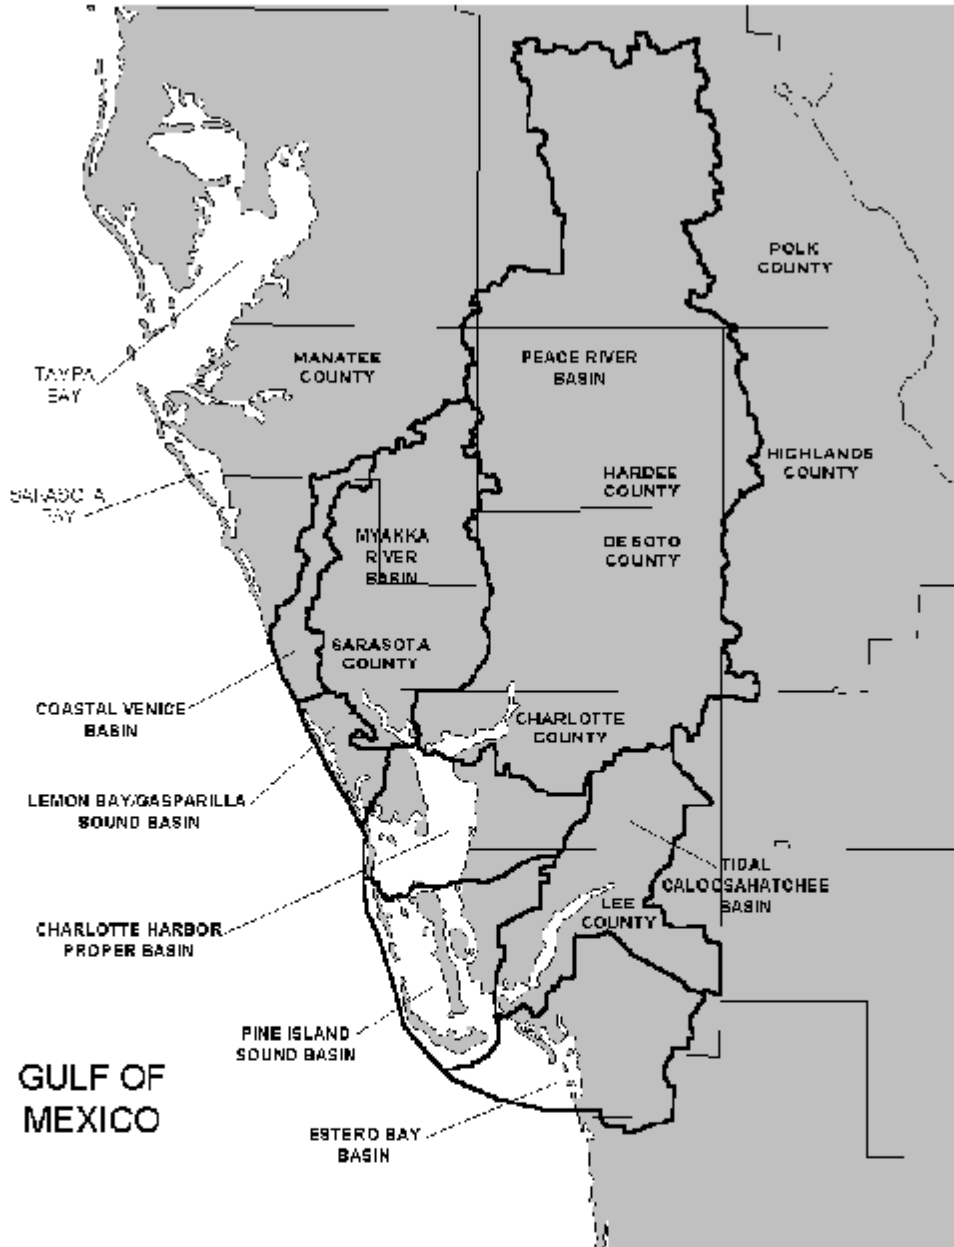 POLK
COUNTY
MANATEE
COUNTY
PEACE RIVER
BASIN
TAMPA
BAY
HIGHLANDS
COUNTY
HARDEE
COUNTY
SARASOTA
BAY
MYAKKA
RIVER
BASIN
DE SOTO
COUNTY
SARASOTA
COUNTY
COASTAL VENICE
BASIN
CHARLOTTE
COUNTY
LEMON BAY/GASPARILLA
SOUND BASIN
TIDAL
CALOOSAHATCHEE
BASIN
LEE
COUNTY
CHARLOTTE HARBOR
PROPER BASIN
PINE ISLAND
SOUND BASIN
GULF OF
MEXICO
ESTERO BAY
BASIN